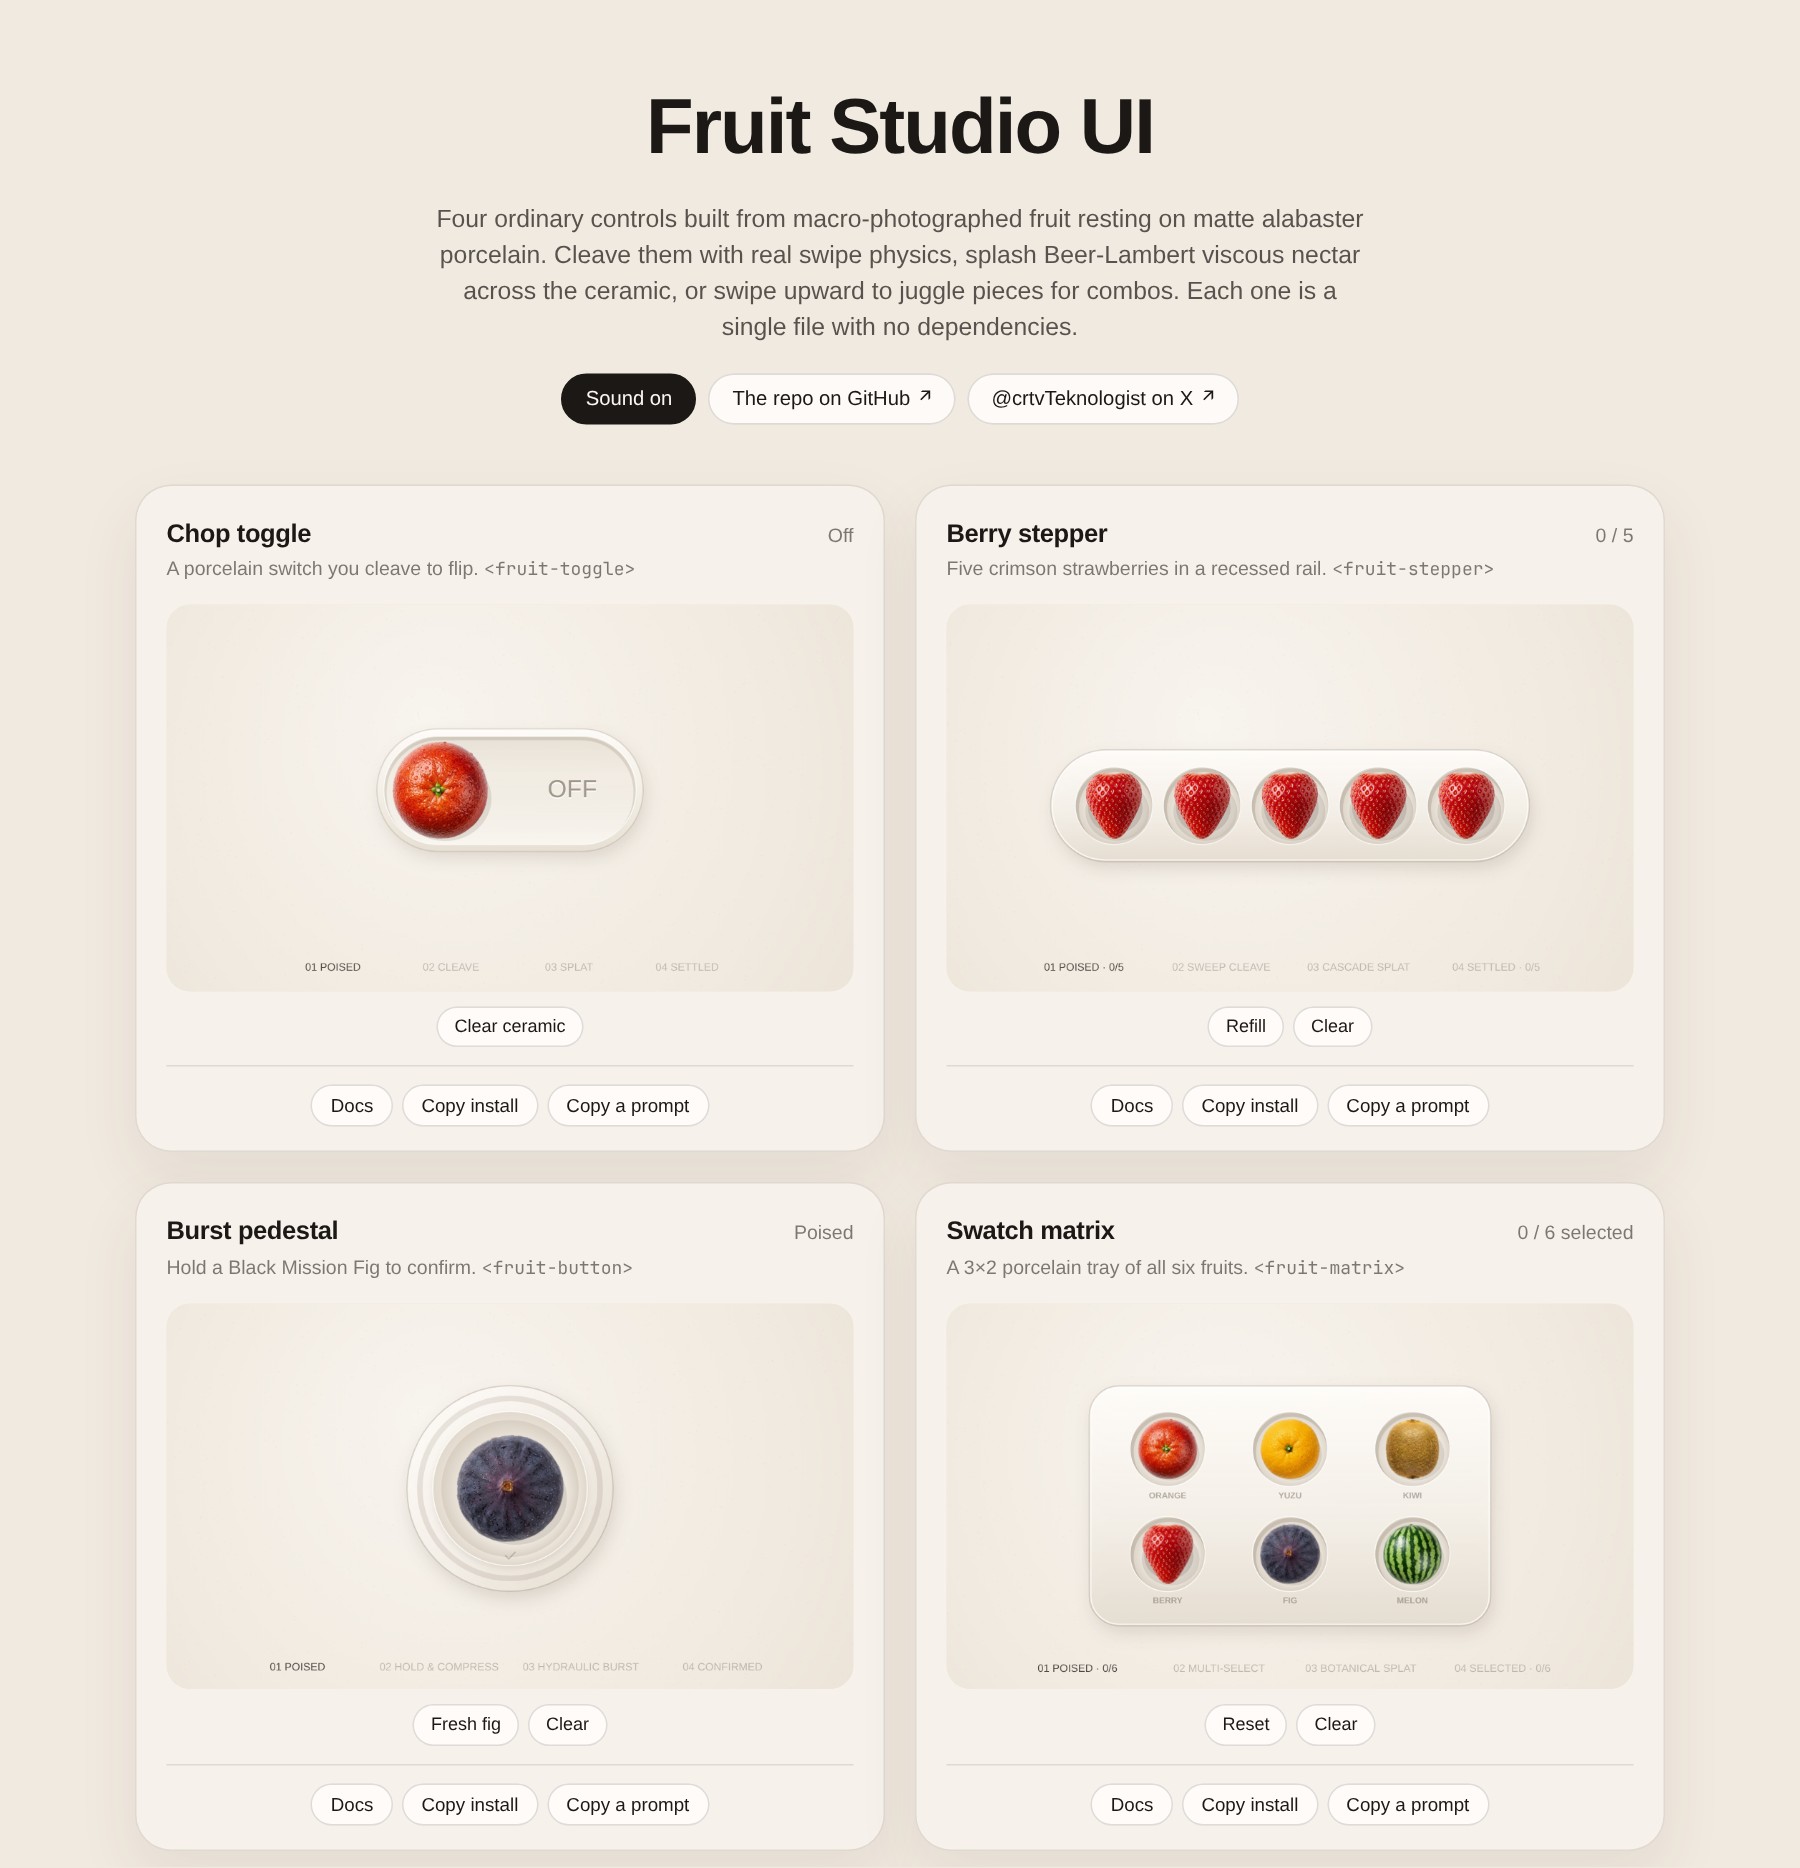 Fruit Studio UI
Four ordinary controls built from macro-photographed fruit resting on matte alabaster
porcelain. Cleave them with real swipe physics, splash Beer-Lambert viscous nectar
across the ceramic, or swipe upward to juggle pieces for combos. Each one is a
single file with no dependencies.
Sound on
The repo on GitHub ↗
@crtvTeknologist on X ↗
Chop toggle
Off
A porcelain switch you cleave to flip. <fruit-toggle>
OFF
01 POISED
02 CLEAVE
03 SPLAT
04 SETTLED
Clear ceramic
Docs
Copy install
Copy a prompt
Berry stepper
0 / 5
Five crimson strawberries in a recessed rail. <fruit-stepper>
01 POISED · 0/5
02 SWEEP CLEAVE
03 CASCADE SPLAT
04 SETTLED · 0/5
Refill
Clear
Docs
Copy install
Copy a prompt
Burst pedestal
Poised
Hold a Black Mission Fig to confirm. <fruit-button>
01 POISED
02 HOLD & COMPRESS
03 HYDRAULIC BURST
04 CONFIRMED
Fresh fig
Clear
Docs
Copy install
Copy a prompt
Swatch matrix
0 / 6 selected
A 3×2 porcelain tray of all six fruits. <fruit-matrix>
ORANGE
YUZU
KIWI
BERRY
FIG
MELON
01 POISED · 0/6
02 MULTI-SELECT
03 BOTANICAL SPLAT
04 SELECTED · 0/6
Reset
Clear
Docs
Copy install
Copy a prompt